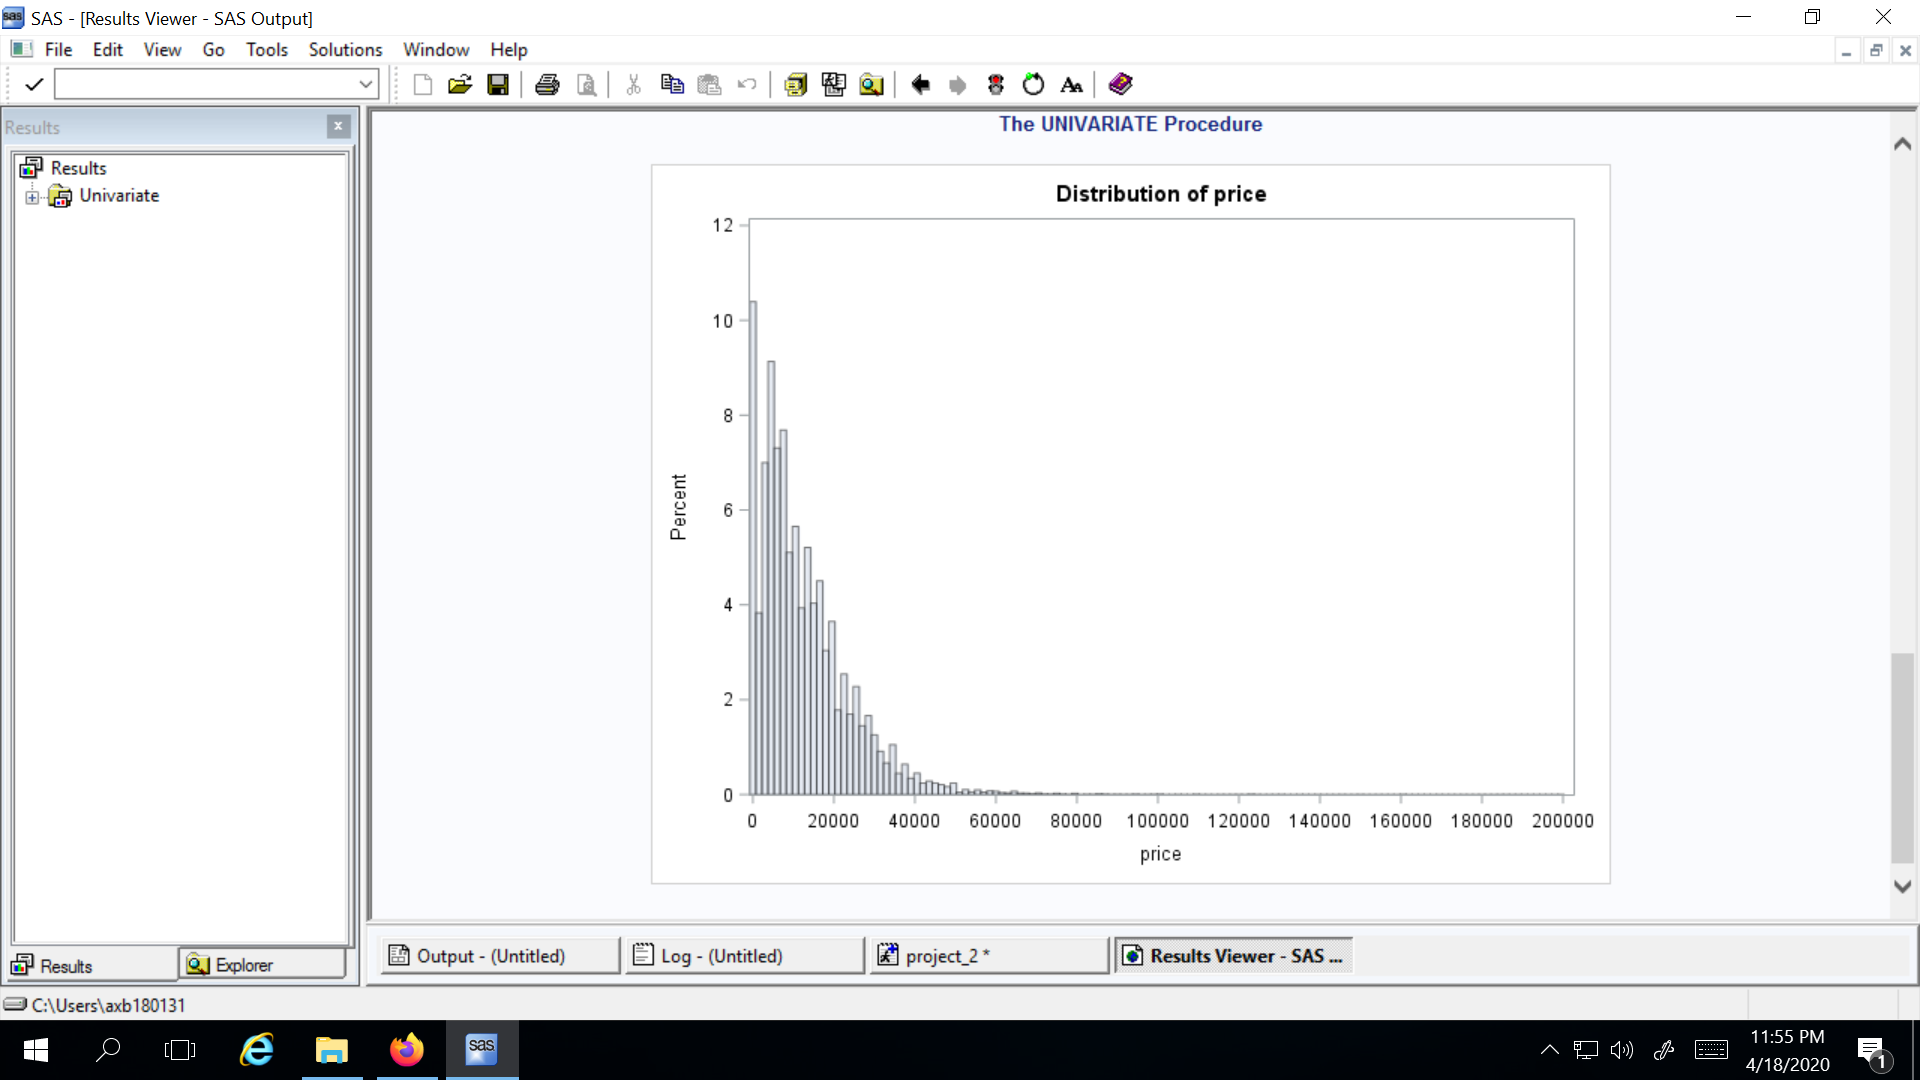 SAS - [Results Viewer - SAS Output]
File Edit View Go Tools Solutions Window Help
Results
Results
Univariate
The UNIVARIATE Procedure
Distribution of price
12
10
8
6
4
2
0
Percent
0 20000 40000 60000 80000 100000 120000 140000 160000 180000 200000
price
Results Explorer
Output - (Untitled) Log - (Untitled) project_2 * Results Viewer - SAS ...
C:\Users\axb180131
sas
11:55 PM
4/18/2020
1